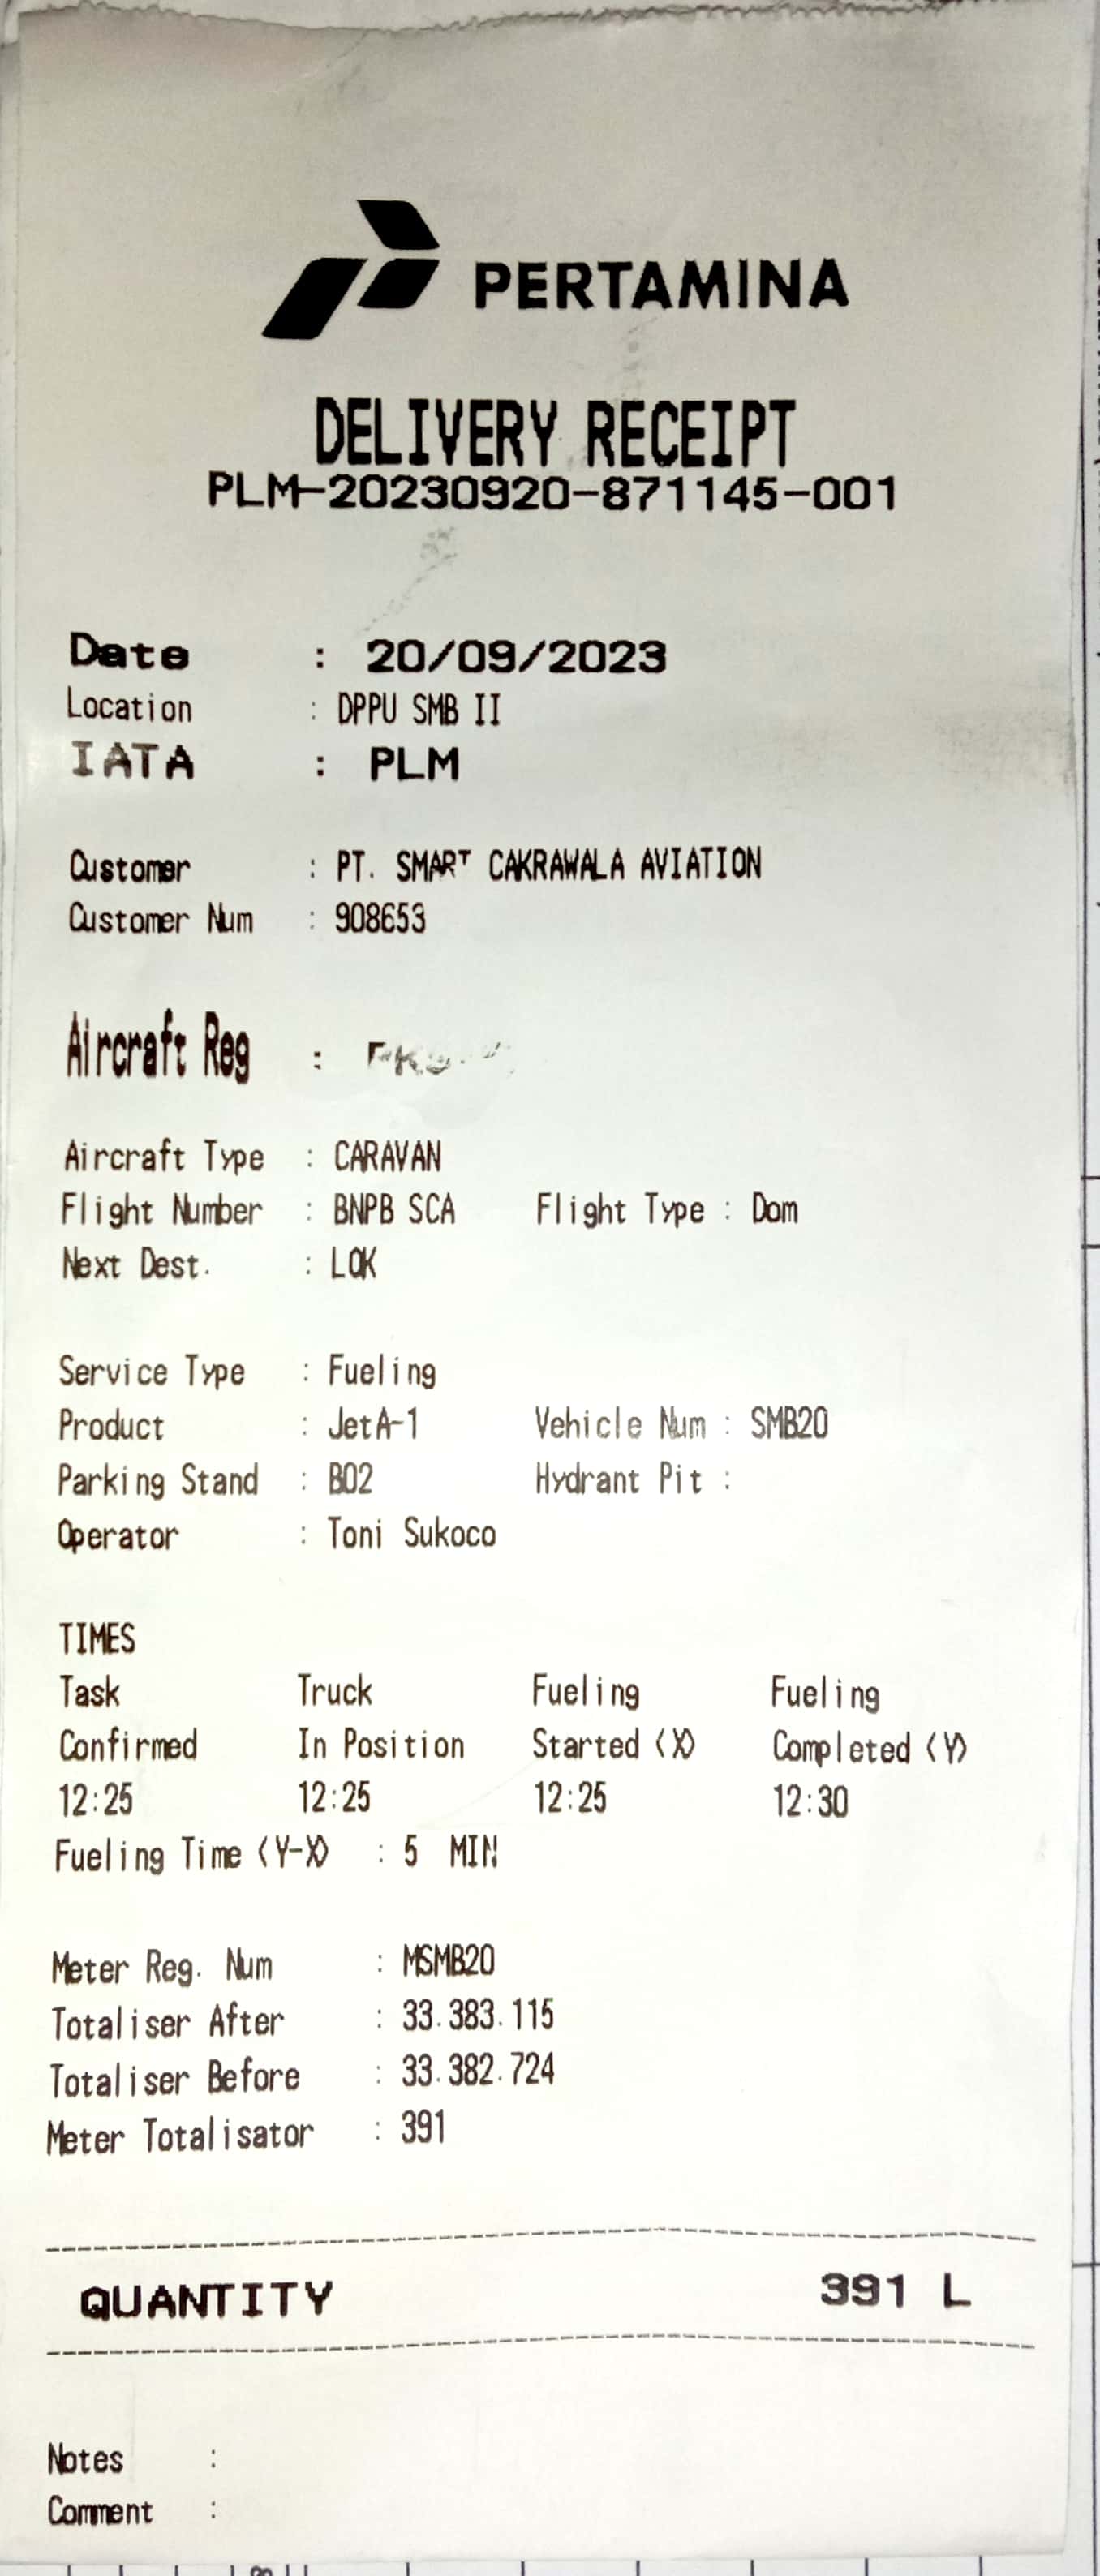 PERTAMINA
DELIVERY RECEIPT
PLM-20230920-871145-001
Date : 20/09/2023
Location : DPPU SMB II
IATA : PLM
Customer : PT. SMART CAKRAWALA AVIATION
Customer Num : 908653
Aircraft Reg :
Aircraft Type : CARAVAN
Flight Number : BNPB SCA Flight Type : Dom
Next Dest. : LOK
Service Type : Fueling
Product : JetA-1 Vehicle Num : SMB20
Parking Stand : B02 Hydrant Pit :
Operator : Toni Sukoco
TIMES
Task Truck Fueling Fueling
Confirmed In Position Started (X) Completed (Y)
12:25 12:25 12:25 12:30
Fueling Time (Y-X) : 5 MIN
Meter Reg. Num : MSMB20
Totaliser After : 33.383.115
Totaliser Before : 33.382.724
Meter Totalisator : 391
QUANTITY 391 L
Notes :
Comment :